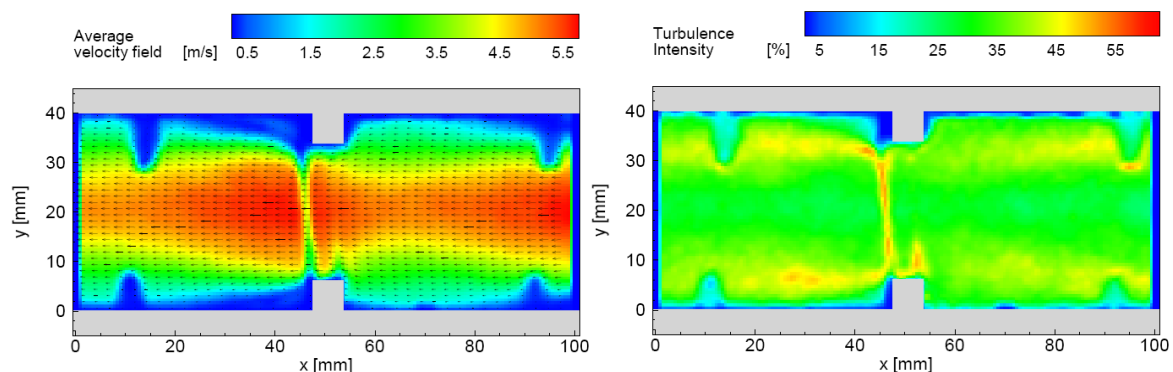 Average
velocity field [m/s]
0.5 1.5 2.5 3.5 4.5 5.5
y [mm]
40
30
20
10
0
0 20 40 60 80 100
x [mm]
Turbulence
Intensity [%]
5 15 25 35 45 55
y [mm]
40
30
20
10
0
0 20 40 60 80 100
x [mm]